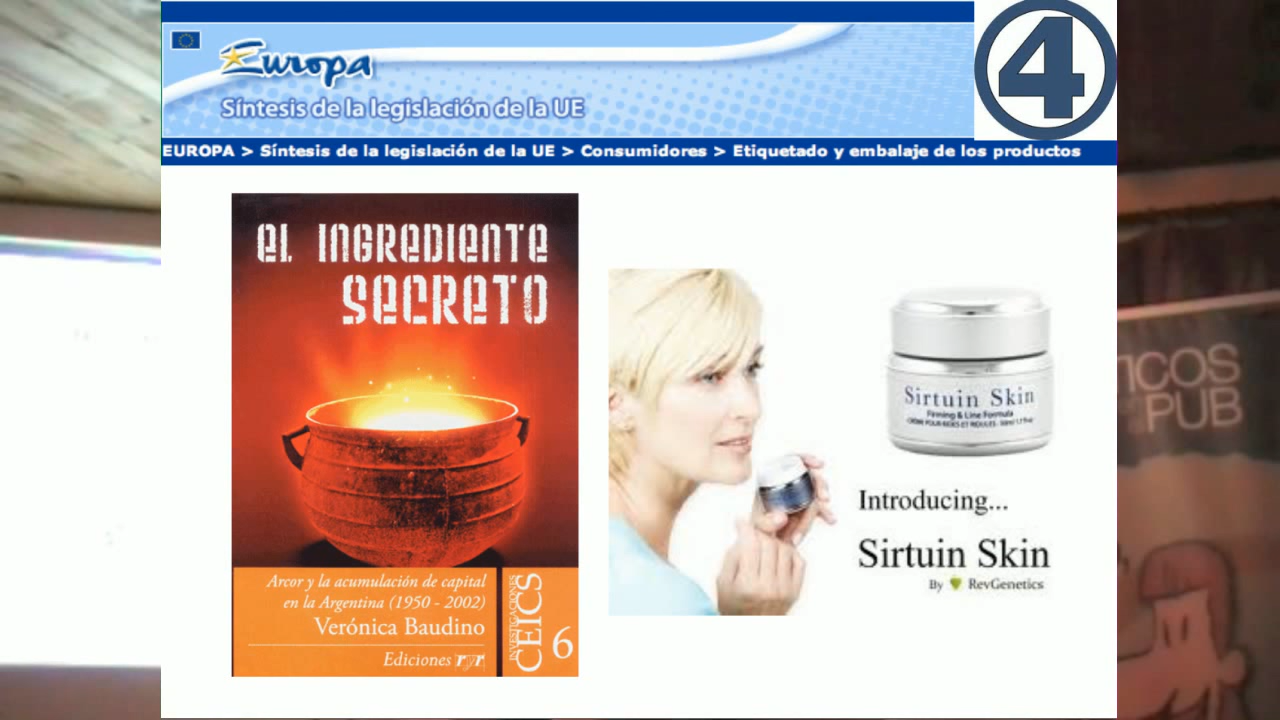 Europa
4
Síntesis de la legislación de la UE
EUROPA > Síntesis de la legislación de la UE > Consumidores > Etiquetado y embalaje de los productos
EL INGREDIENTE
SECRETO
Arcor y la acumulación de capital
en la Argentina (1950 - 2002)
Verónica Baudino
Ediciones ryr
INVESTIGACIONES
CEICS
6
Sirtuin Skin
Firming & Line Formula
Introducing...
Sirtuin Skin
By RevGenetics
PUB